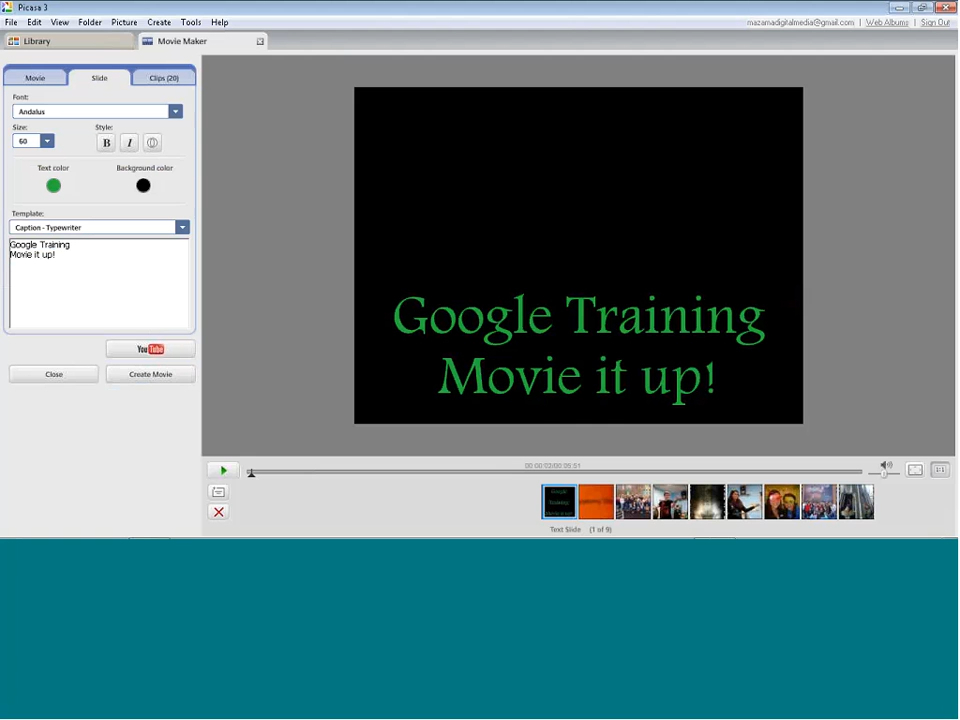 Picasa 3
File Edit View Folder Picture Create Tools Help
mazamadigitalmedia@gmail.com | Web Albums | Sign Out
Library
Movie Maker
Movie
Slide
Clips (20)
Font:
Andalus
Size:
Style:
60
B
I
Text color
Background color
Template:
Caption - Typewriter
Google Training
Movie it up!
YouTube
Close
Create Movie
Google Training
Movie it up!
1:1
Text Slide (1 of 9)